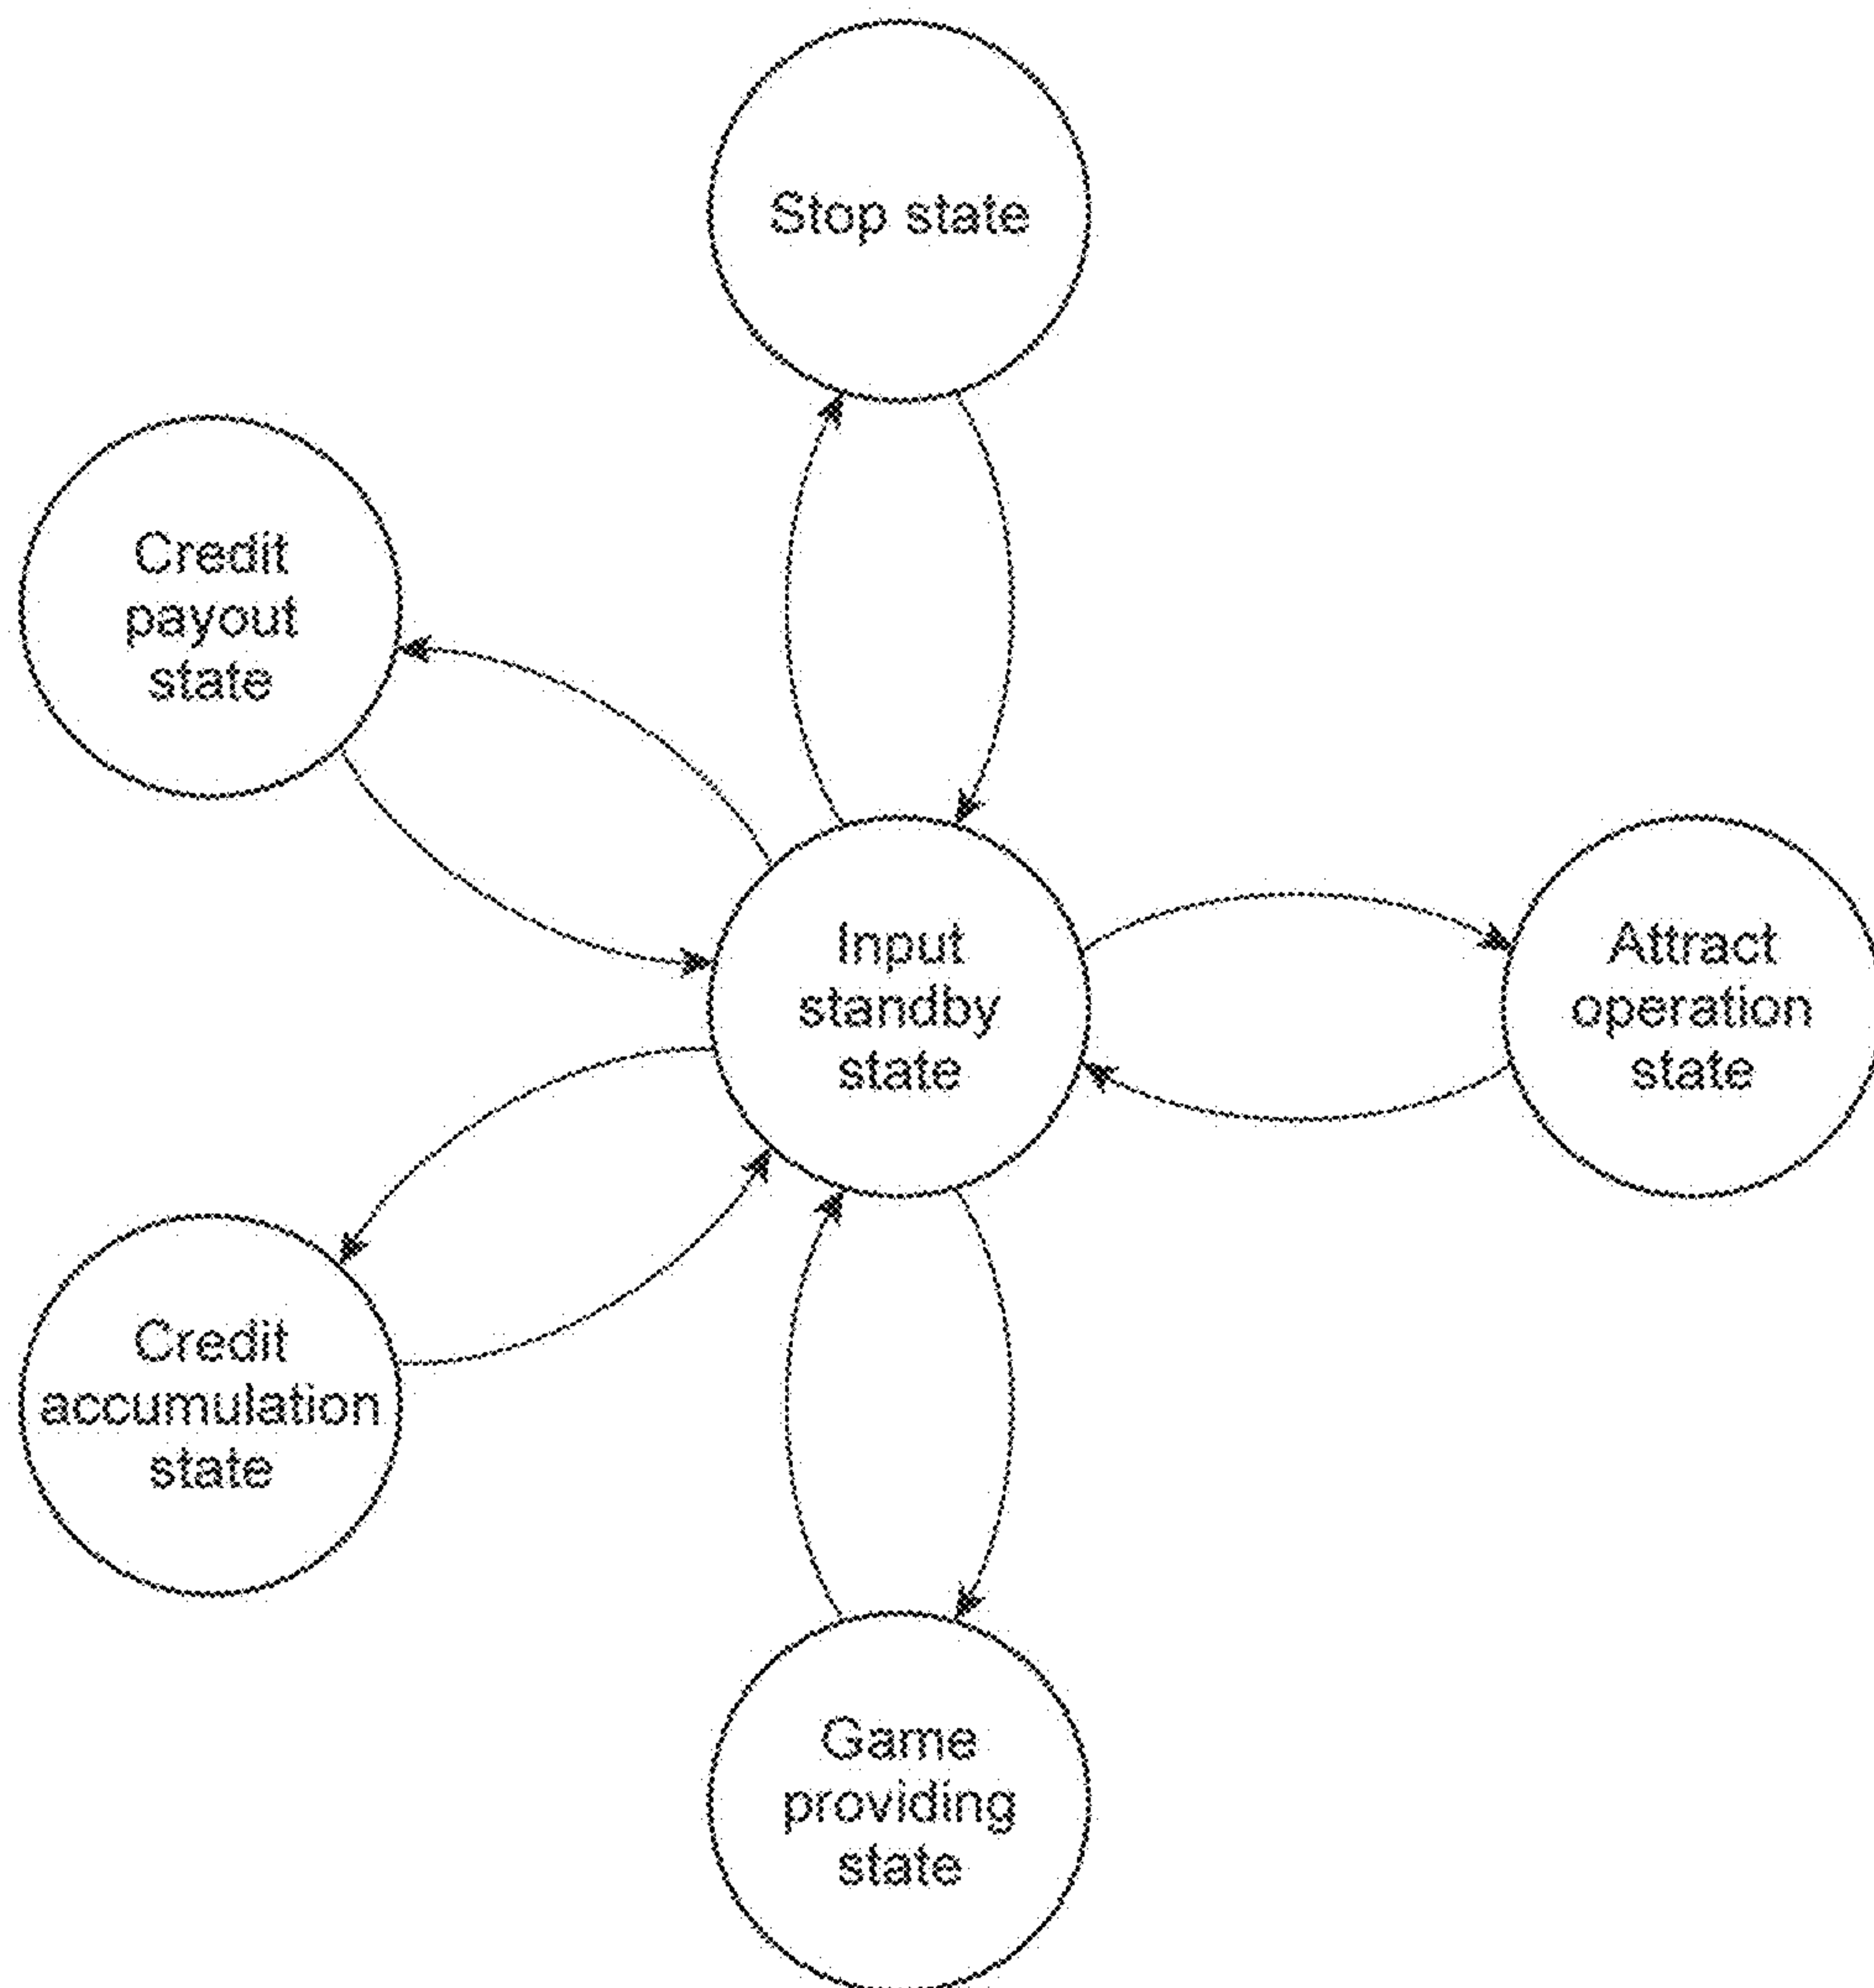 Stop state
Credit
payout
state
Input
standby
state
Attract
operation
state
Credit
accumulation
state
Game
providing
state